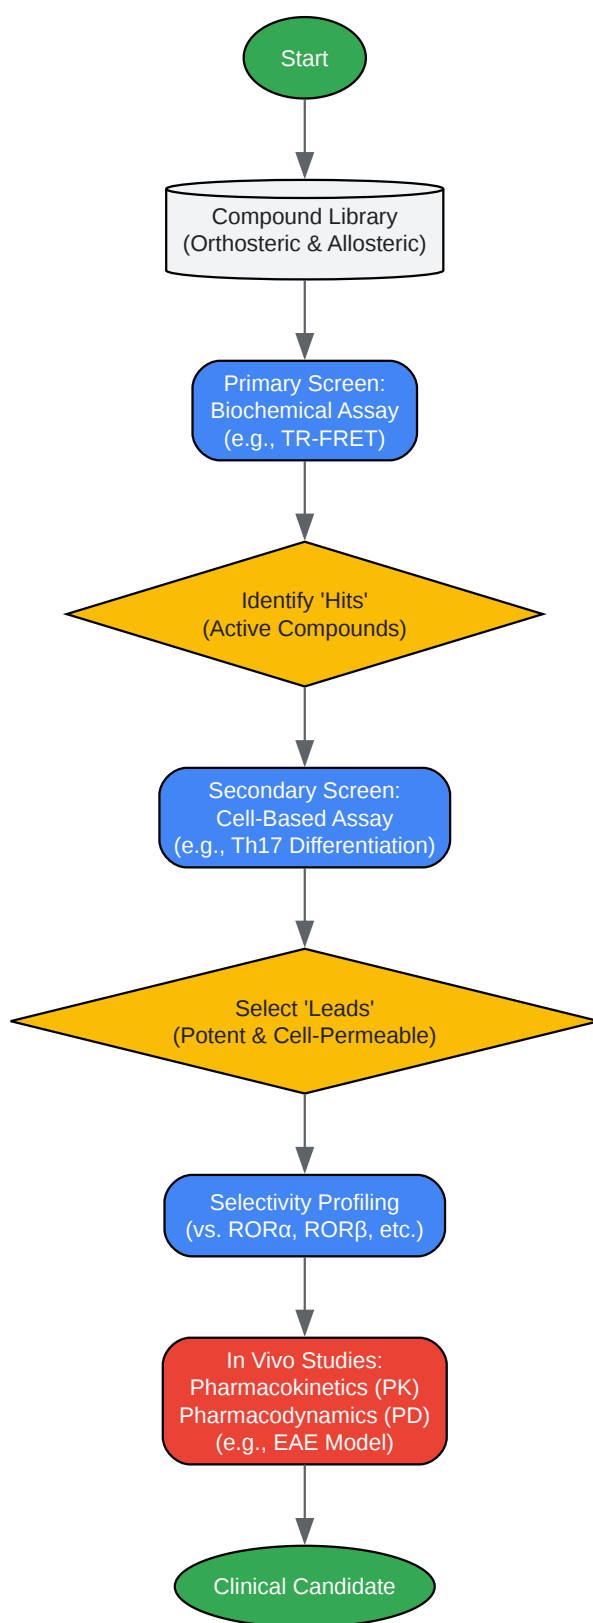 Start
Compound Library
(Orthosteric & Allosteric)
Primary Screen:
Biochemical Assay
(e.g., TR-FRET)
Identify 'Hits'
(Active Compounds)
Secondary Screen:
Cell-Based Assay
(e.g., Th17 Differentiation)
Select 'Leads'
(Potent & Cell-Permeable)
Selectivity Profiling
(vs. RORα, RORβ, etc.)
In Vivo Studies:
Pharmacokinetics (PK)
Pharmacodynamics (PD)
(e.g., EAE Model)
Clinical Candidate